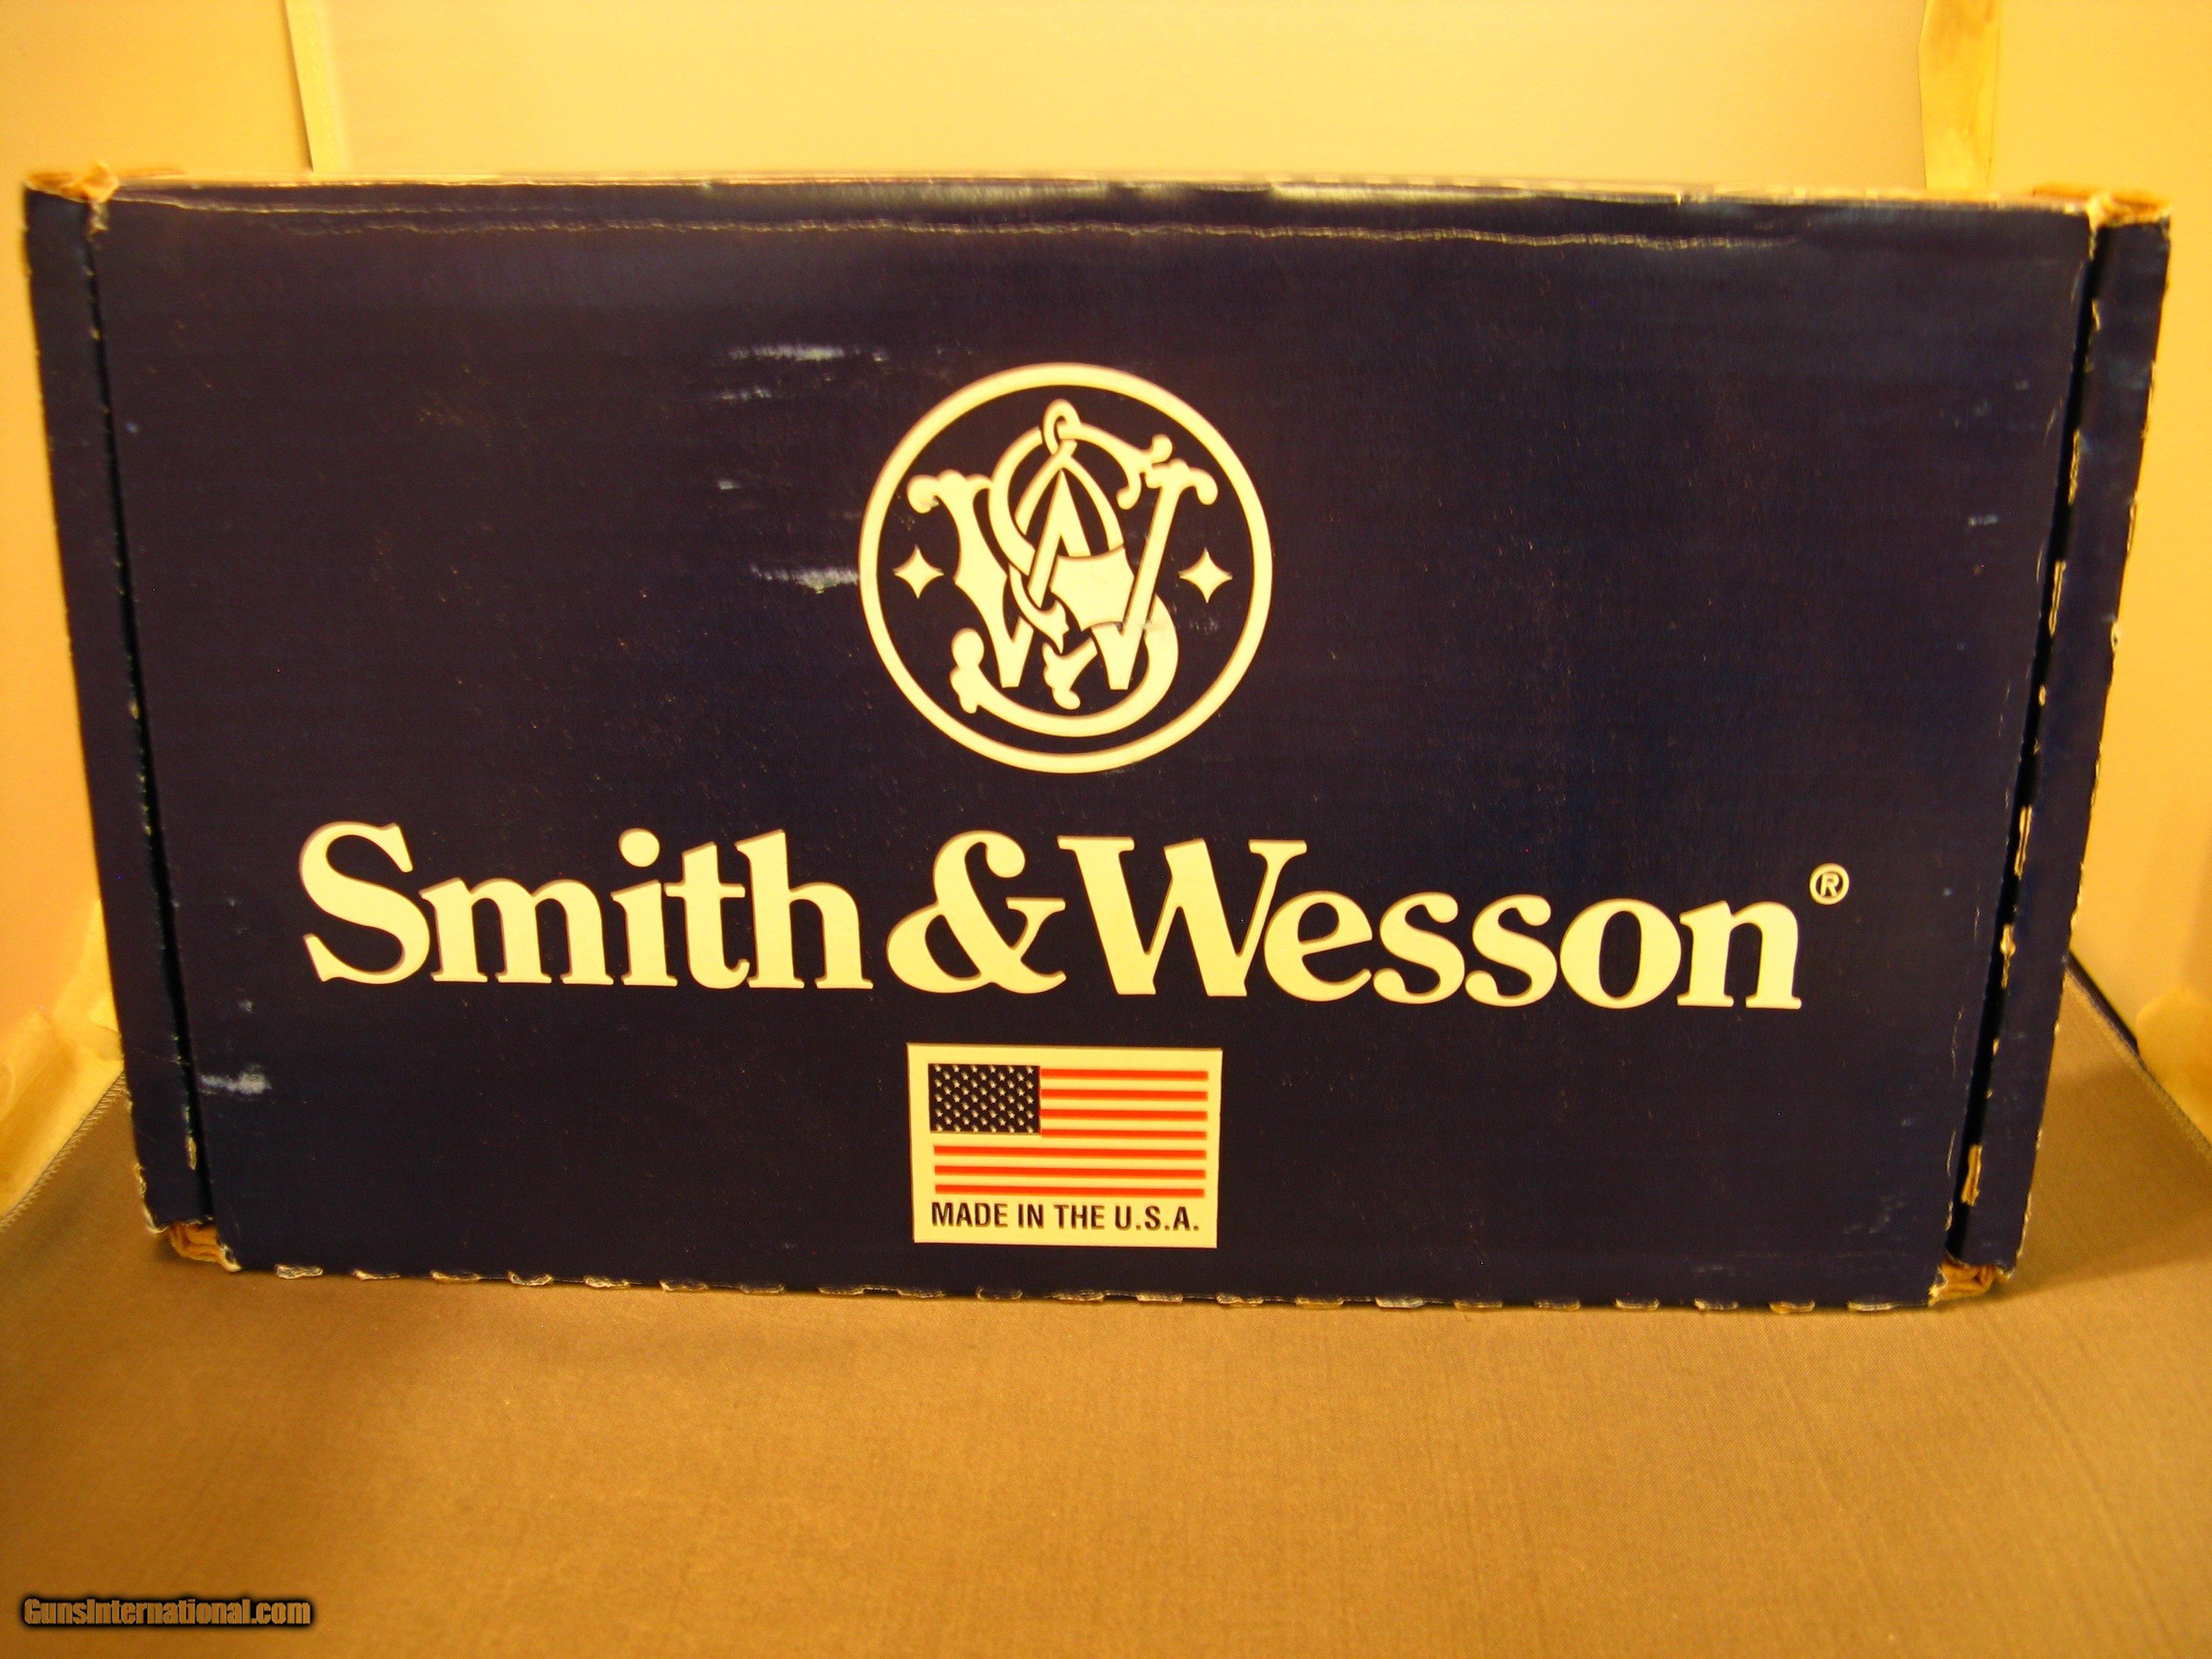 Smith & Wesson®
MADE IN THE U.S.A.
GunsInternational.com